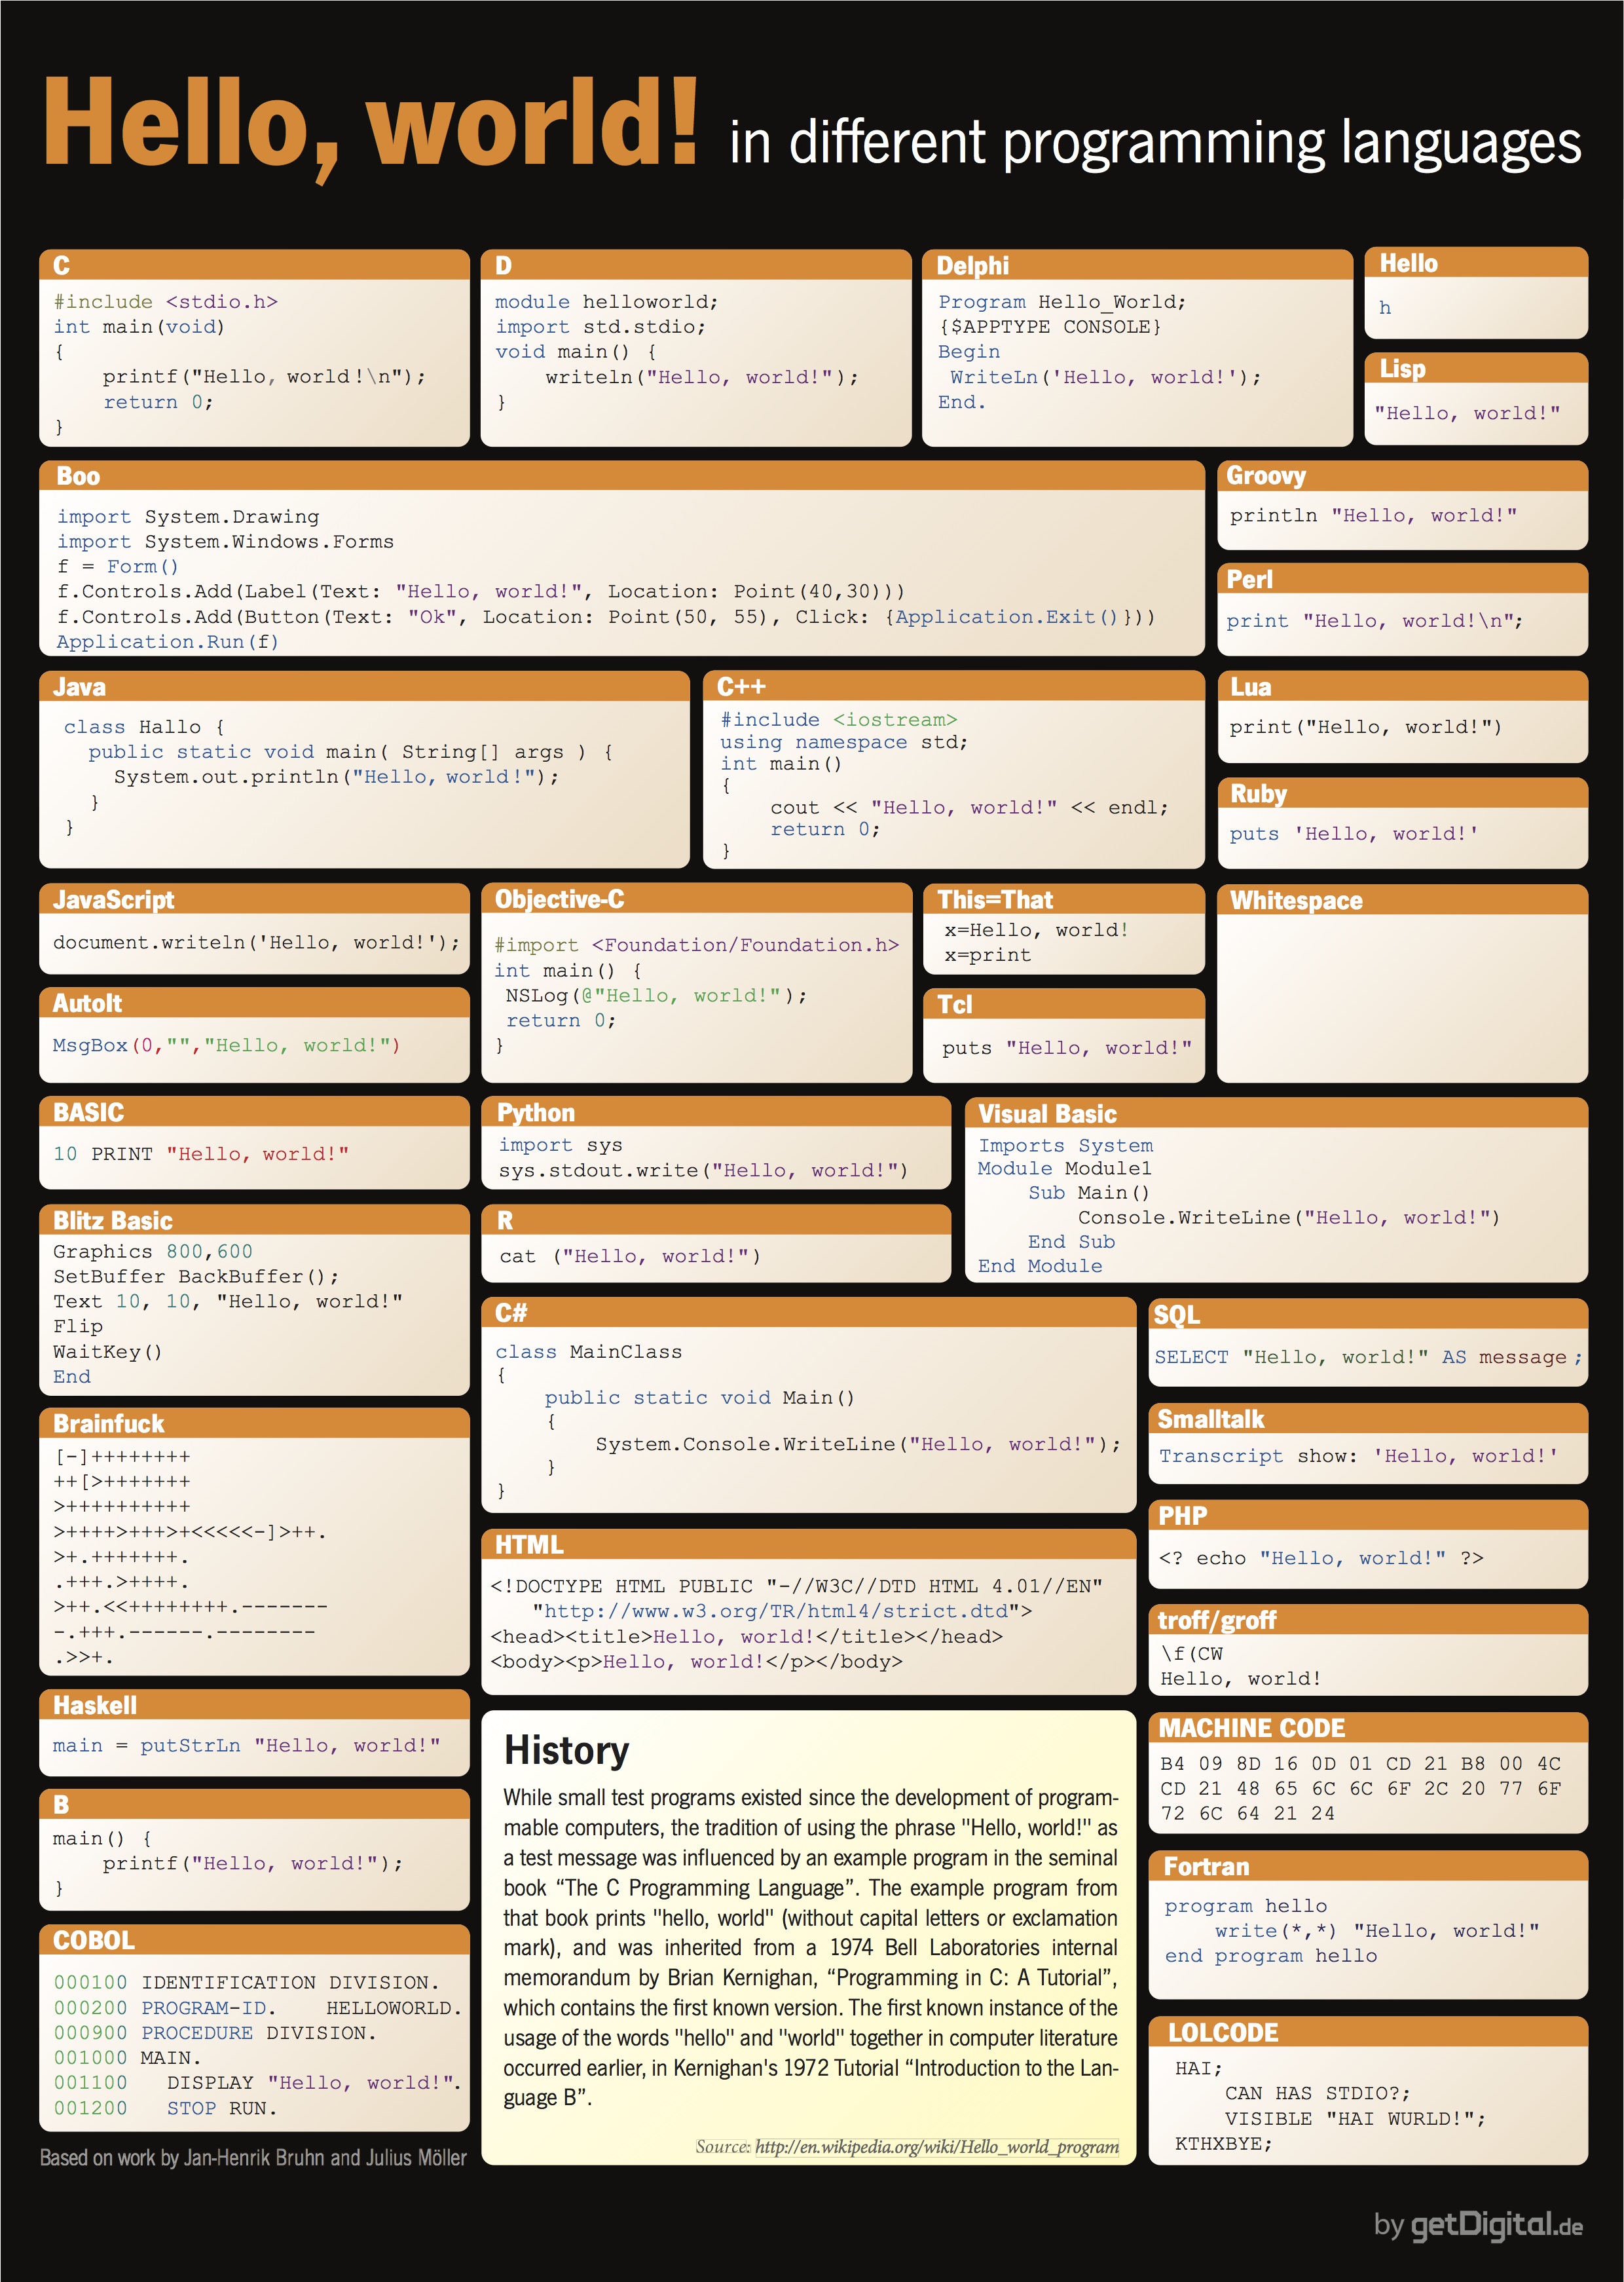 Hello, world! in different programming languages
C
#include <stdio.h>
int main(void)
{
    printf("Hello, world!\n");
    return 0;
}
D
module helloworld;
import std.stdio;
void main() {
    writeln("Hello, world!");
}
Delphi
Program Hello_World;
{$APPTYPE CONSOLE}
Begin
 WriteLn('Hello, world!');
End.
Hello
h
Lisp
"Hello, world!"
Boo
import System.Drawing
import System.Windows.Forms
f = Form()
f.Controls.Add(Label(Text: "Hello, world!", Location: Point(40,30)))
f.Controls.Add(Button(Text: "Ok", Location: Point(50, 55), Click: {Application.Exit()}))
Application.Run(f)
Groovy
println "Hello, world!"
Perl
print "Hello, world!\n";
Java
class Hallo {
  public static void main( String[] args ) {
    System.out.println("Hello, world!");
  }
}
C++
#include <iostream>
using namespace std;
int main()
{
    cout << "Hello, world!" << endl;
    return 0;
}
Lua
print("Hello, world!")
Ruby
puts 'Hello, world!'
JavaScript
document.writeln('Hello, world!');
AutoIt
MsgBox(0,"","Hello, world!")
Objective-C
#import <Foundation/Foundation.h>
int main() {
 NSLog(@"Hello, world!");
 return 0;
}
This=That
x=Hello, world!
x=print
Tcl
puts "Hello, world!"
Whitespace
BASIC
10 PRINT "Hello, world!"
Python
import sys
sys.stdout.write("Hello, world!")
Visual Basic
Imports System
Module Module1
    Sub Main()
        Console.WriteLine("Hello, world!")
    End Sub
End Module
Blitz Basic
Graphics 800,600
SetBuffer BackBuffer();
Text 10, 10, "Hello, world!"
Flip
WaitKey()
End
R
cat ("Hello, world!")
C#
class MainClass
{
    public static void Main()
    {
        System.Console.WriteLine("Hello, world!");
    }
}
SQL
SELECT "Hello, world!" AS message;
Smalltalk
Transcript show: 'Hello, world!'
Brainfuck
[-]++++++++
++[>+++++++
>++++++++++
>++++>+++>+<<<<<-]>++.
>+.+++++++.
.+++.>++++.
>++.<<++++++++.-------
-.+++.------.--------
.>>+.
HTML
<!DOCTYPE HTML PUBLIC "-//W3C//DTD HTML 4.01//EN"
   "http://www.w3.org/TR/html4/strict.dtd">
<head><title>Hello, world!</title></head>
<body><p>Hello, world!</p></body>
PHP
<? echo "Hello, world!" ?>
troff/groff
\f(CW
Hello, world!
Haskell
main = putStrLn "Hello, world!"
B
main() {
    printf("Hello, world!");
}
COBOL
000100 IDENTIFICATION DIVISION.
000200 PROGRAM-ID.    HELLOWORLD.
000900 PROCEDURE DIVISION.
001000 MAIN.
001100   DISPLAY "Hello, world!".
001200   STOP RUN.
Based on work by Jan-Henrik Bruhn and Julius Möller
History
While small test programs existed since the development of program-
mable computers, the tradition of using the phrase "Hello, world!" as
a test message was influenced by an example program in the seminal
book “The C Programming Language”. The example program from
that book prints "hello, world" (without capital letters or exclamation
mark), and was inherited from a 1974 Bell Laboratories internal
memorandum by Brian Kernighan, “Programming in C: A Tutorial”,
which contains the first known version. The first known instance of the
usage of the words "hello" and "world" together in computer literature
occurred earlier, in Kernighan's 1972 Tutorial “Introduction to the Lan-
guage B”.
Source: http://en.wikipedia.org/wiki/Hello_world_program
MACHINE CODE
B4 09 8D 16 0D 01 CD 21 B8 00 4C
CD 21 48 65 6C 6C 6F 2C 20 77 6F
72 6C 64 21 24
Fortran
program hello
    write(*,*) "Hello, world!"
end program hello
LOLCODE
HAI;
    CAN HAS STDIO?;
    VISIBLE "HAI WURLD!";
KTHXBYE;
by getDigital.de